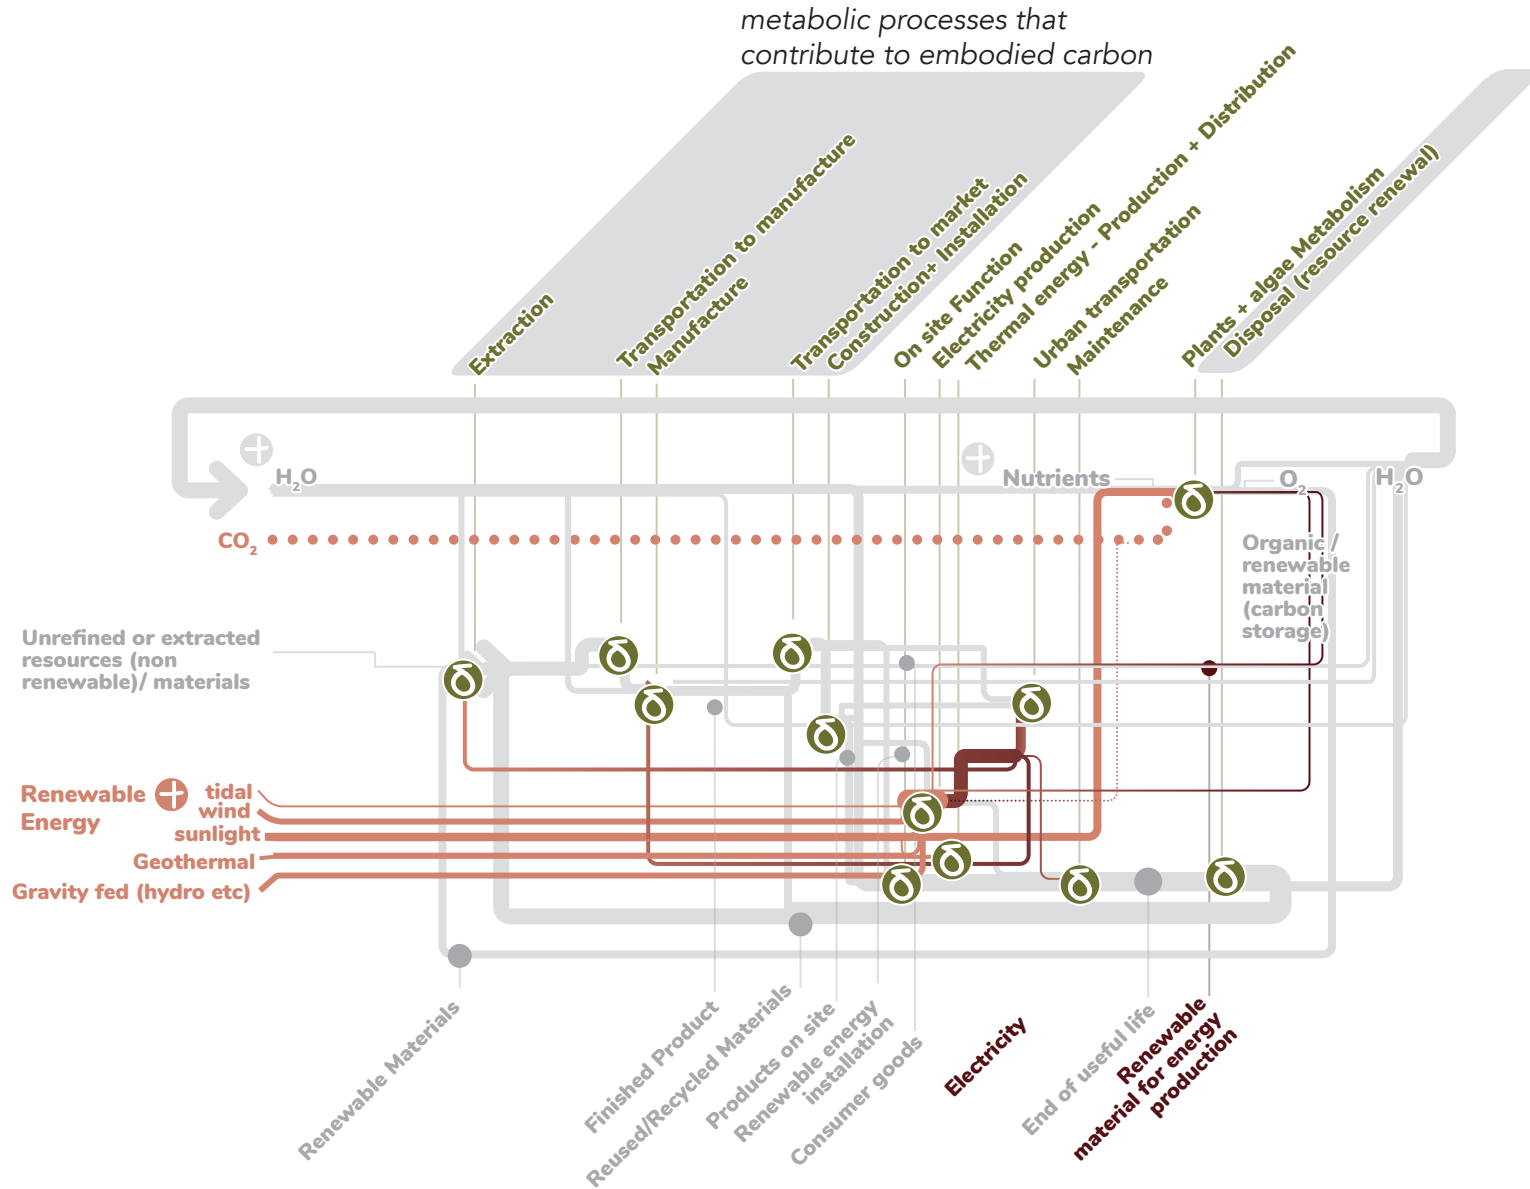 metabolic processes that
contribute to embodied carbon
Extraction
Transportation to manufacture
Manufacture
Transportation to market
Construction+ Installation
On site Function
Electricity production
Thermal energy - Production + Distribution
Urban transportation
Maintenance
Plants + algae Metabolism
Disposal (resource renewal)
H2O
Nutrients
O2
H2O
CO2
Organic /
renewable
material
(carbon
storage)
Unrefined or extracted
resources (non
renewable)/ materials
Renewable
Energy
tidal
wind
sunlight
Geothermal
Gravity fed (hydro etc)
Renewable Materials
Finished Product
Reused/Recycled Materials
Products on site
Renewable energy
installation
Consumer goods
Electricity
End of useful life
Renewable
material for energy
production